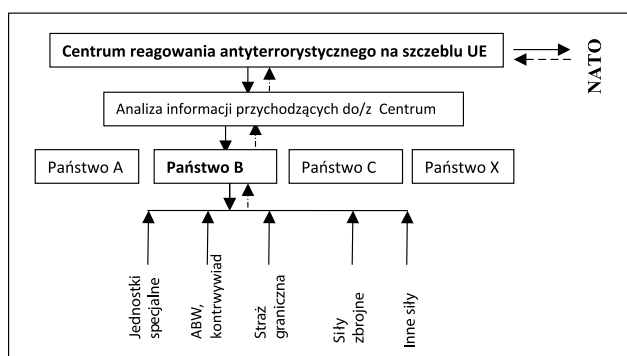 Centrum reagowania antyterrorystycznego na szczeblu UE
NATO
Analiza informacji przychodzących do/z Centrum
Państwo A
Państwo B
Państwo C
Państwo X
Jednostki
specjalne
ABW,
kontrwywiad
Straż
graniczna
Siły
zbrojne
Inne siły